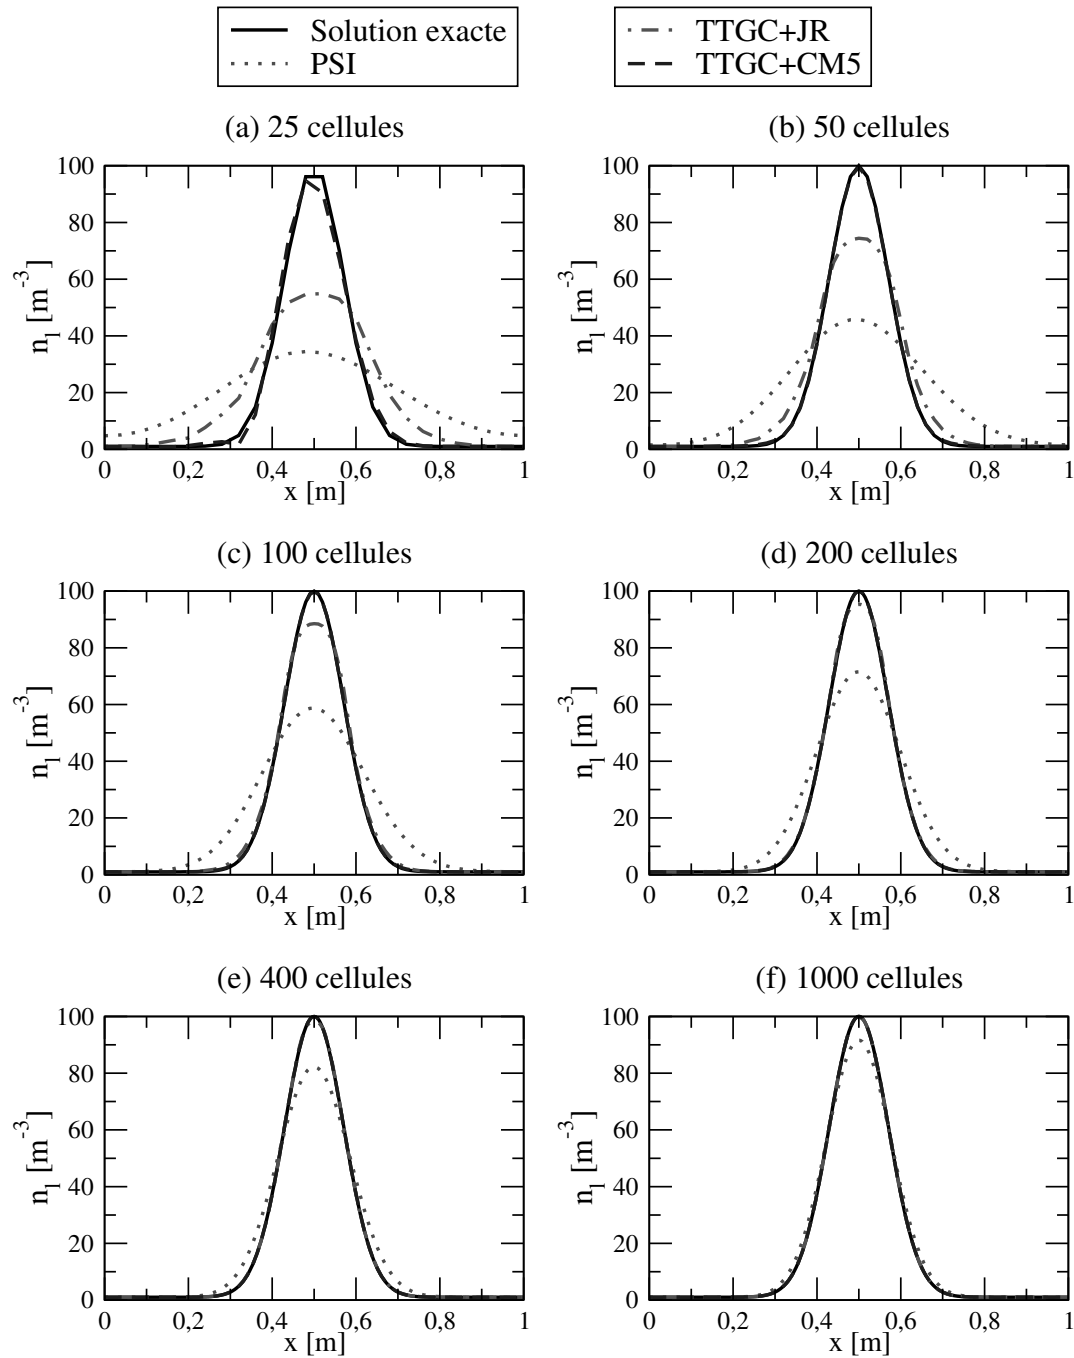 Solution exacte
PSI
TTGC+JR
TTGC+CM5
(a) 25 cellules
100
80
60
40
20
0
n_l [m^-3]
0 0,2 0,4 0,6 0,8 1
x [m]
(b) 50 cellules
100
80
60
40
20
0
n_l [m^-3]
0 0,2 0,4 0,6 0,8 1
x [m]
(c) 100 cellules
100
80
60
40
20
0
n_l [m^-3]
0 0,2 0,4 0,6 0,8 1
x [m]
(d) 200 cellules
100
80
60
40
20
0
n_l [m^-3]
0 0,2 0,4 0,6 0,8 1
x [m]
(e) 400 cellules
100
80
60
40
20
0
n_l [m^-3]
0 0,2 0,4 0,6 0,8 1
x [m]
(f) 1000 cellules
100
80
60
40
20
0
n_l [m^-3]
0 0,2 0,4 0,6 0,8 1
x [m]